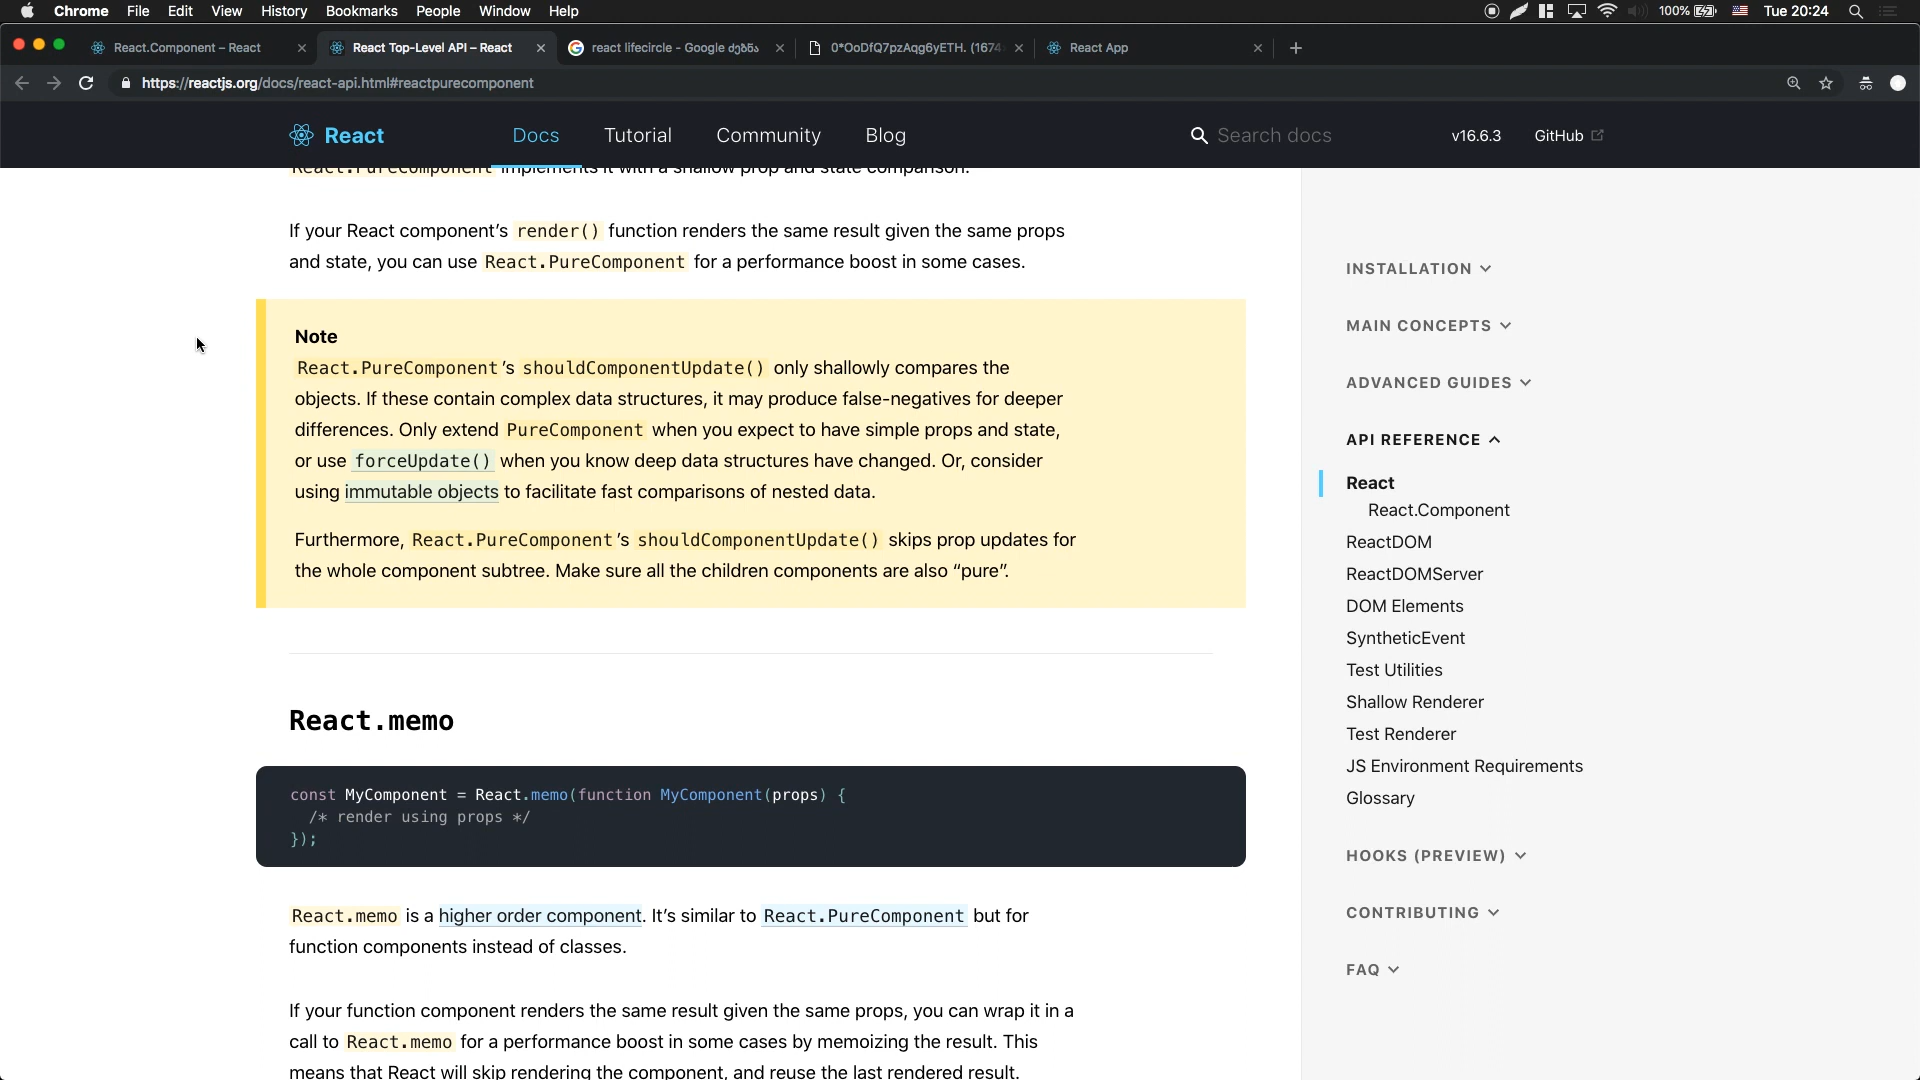 Chrome File Edit View History Bookmarks People Window Help 100% Tue 20:24
React.Component – React React Top-Level API – React react lifecircle - Google ძებნა 0*OoDfQ7pzAqg6yETH. (1674 React App
https://reactjs.org/docs/react-api.html#reactpurecomponent
React Docs Tutorial Community Blog Search docs v16.6.3 GitHub
React.PureComponent implements it with a shallow prop and state comparison.
If your React component’s render() function renders the same result given the same props
and state, you can use React.PureComponent for a performance boost in some cases.
Note
React.PureComponent’s shouldComponentUpdate() only shallowly compares the
objects. If these contain complex data structures, it may produce false-negatives for deeper
differences. Only extend PureComponent when you expect to have simple props and state,
or use forceUpdate() when you know deep data structures have changed. Or, consider
using immutable objects to facilitate fast comparisons of nested data.
Furthermore, React.PureComponent’s shouldComponentUpdate() skips prop updates for
the whole component subtree. Make sure all the children components are also “pure”.
React.memo
const MyComponent = React.memo(function MyComponent(props) {
/* render using props */
});
React.memo is a higher order component. It’s similar to React.PureComponent but for
function components instead of classes.
If your function component renders the same result given the same props, you can wrap it in a
call to React.memo for a performance boost in some cases by memoizing the result. This
means that React will skip rendering the component, and reuse the last rendered result.
INSTALLATION
MAIN CONCEPTS
ADVANCED GUIDES
API REFERENCE
React
React.Component
ReactDOM
ReactDOMServer
DOM Elements
SyntheticEvent
Test Utilities
Shallow Renderer
Test Renderer
JS Environment Requirements
Glossary
HOOKS (PREVIEW)
CONTRIBUTING
FAQ